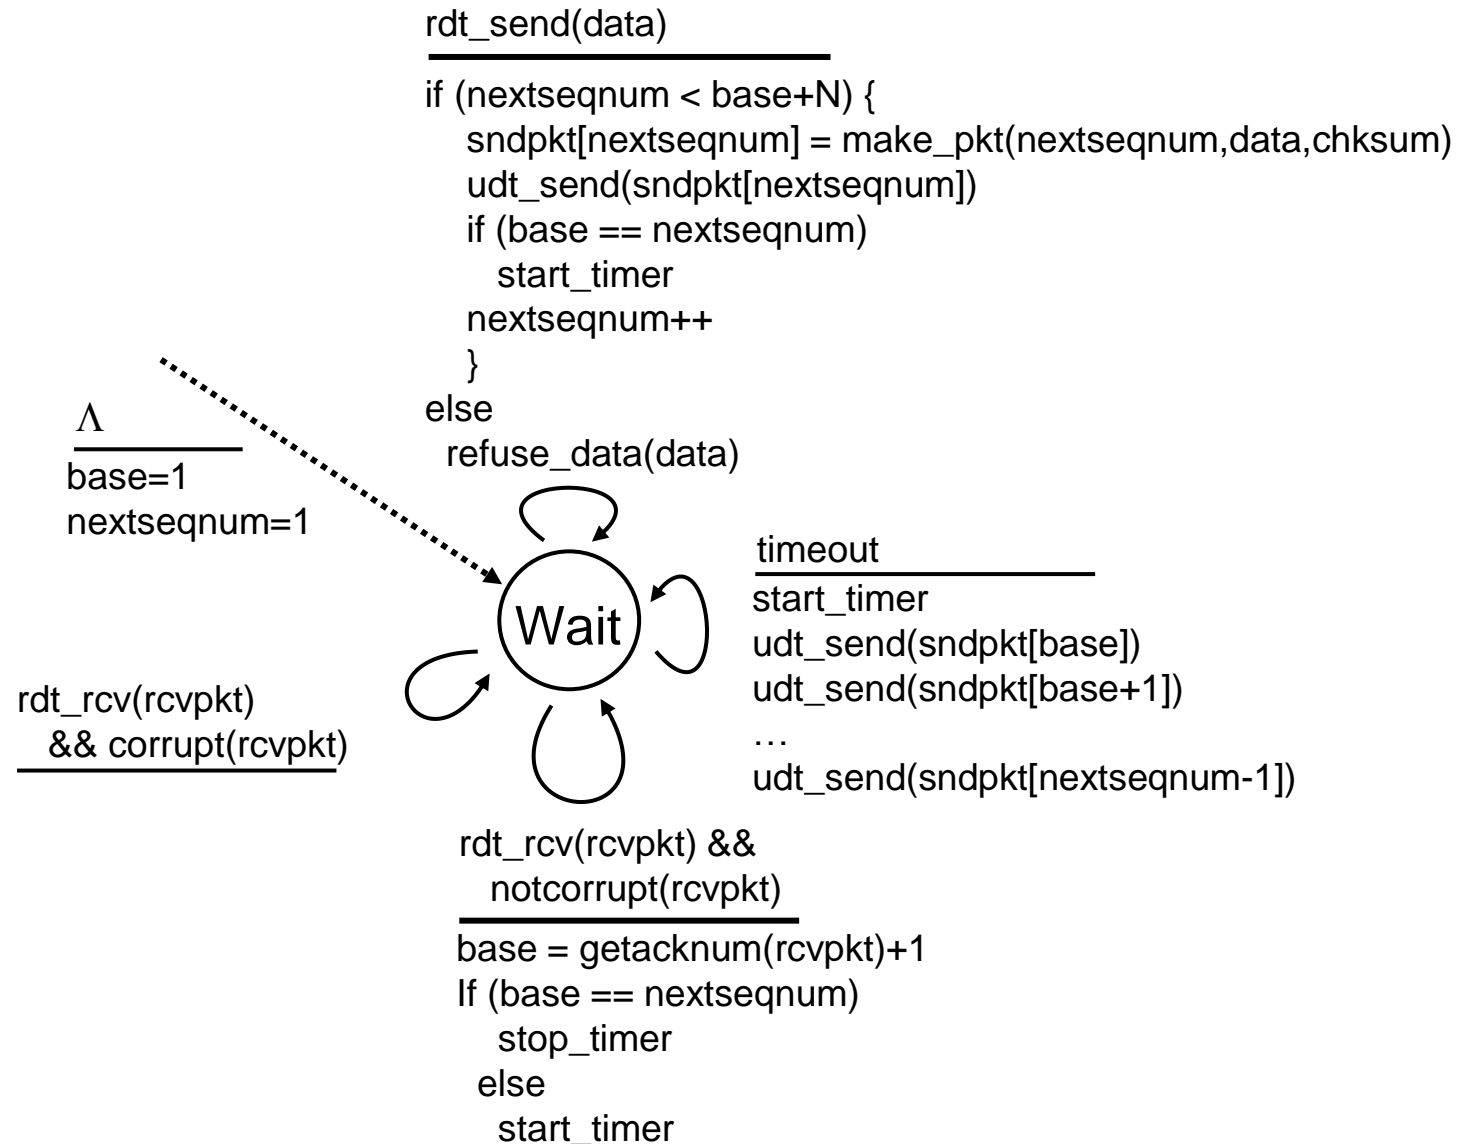 rdt_send(data)
if (nextseqnum < base+N) {
sndpkt[nextseqnum] = make_pkt(nextseqnum,data,chksum)
udt_send(sndpkt[nextseqnum])
if (base == nextseqnum)
start_timer
nextseqnum++
}
else
refuse_data(data)
Λ
base=1
nextseqnum=1
Wait
timeout
start_timer
udt_send(sndpkt[base])
udt_send(sndpkt[base+1])
…
udt_send(sndpkt[nextseqnum-1])
rdt_rcv(rcvpkt)
&& corrupt(rcvpkt)
rdt_rcv(rcvpkt) &&
notcorrupt(rcvpkt)
base = getacknum(rcvpkt)+1
If (base == nextseqnum)
stop_timer
else
start_timer